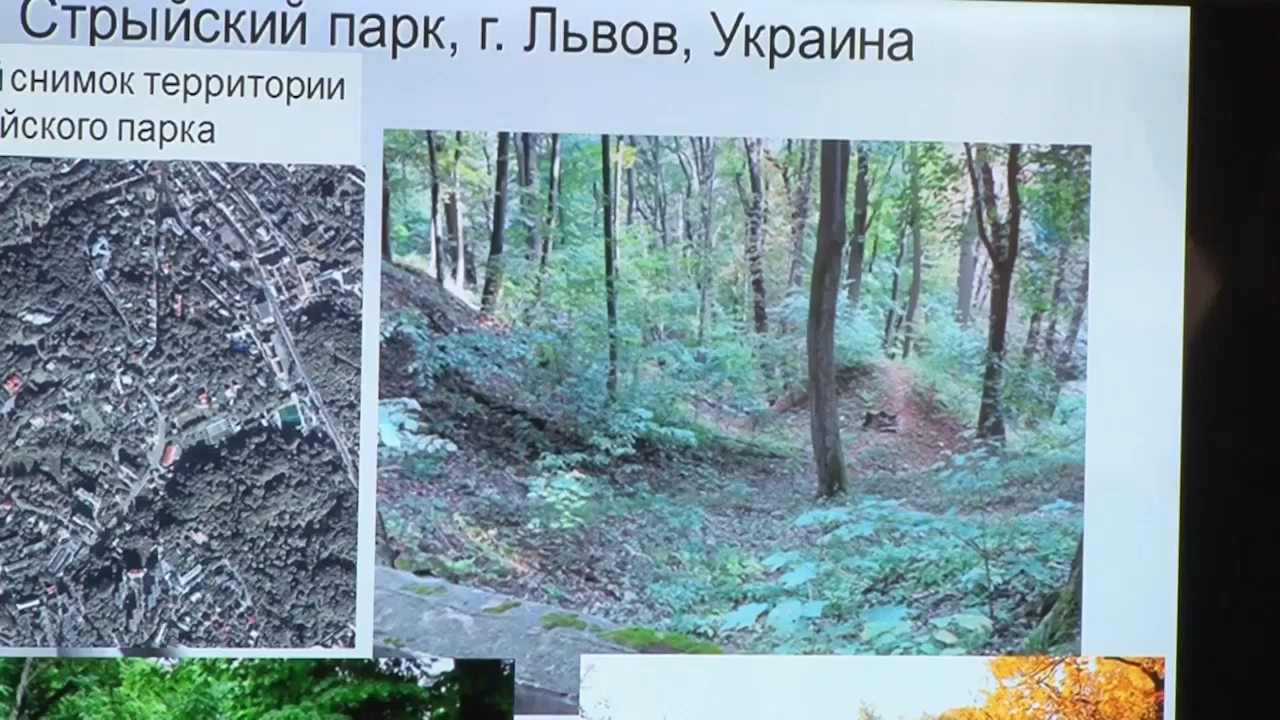 Стрыйский парк, г. Львов, Украина
снимок территории
йского парка